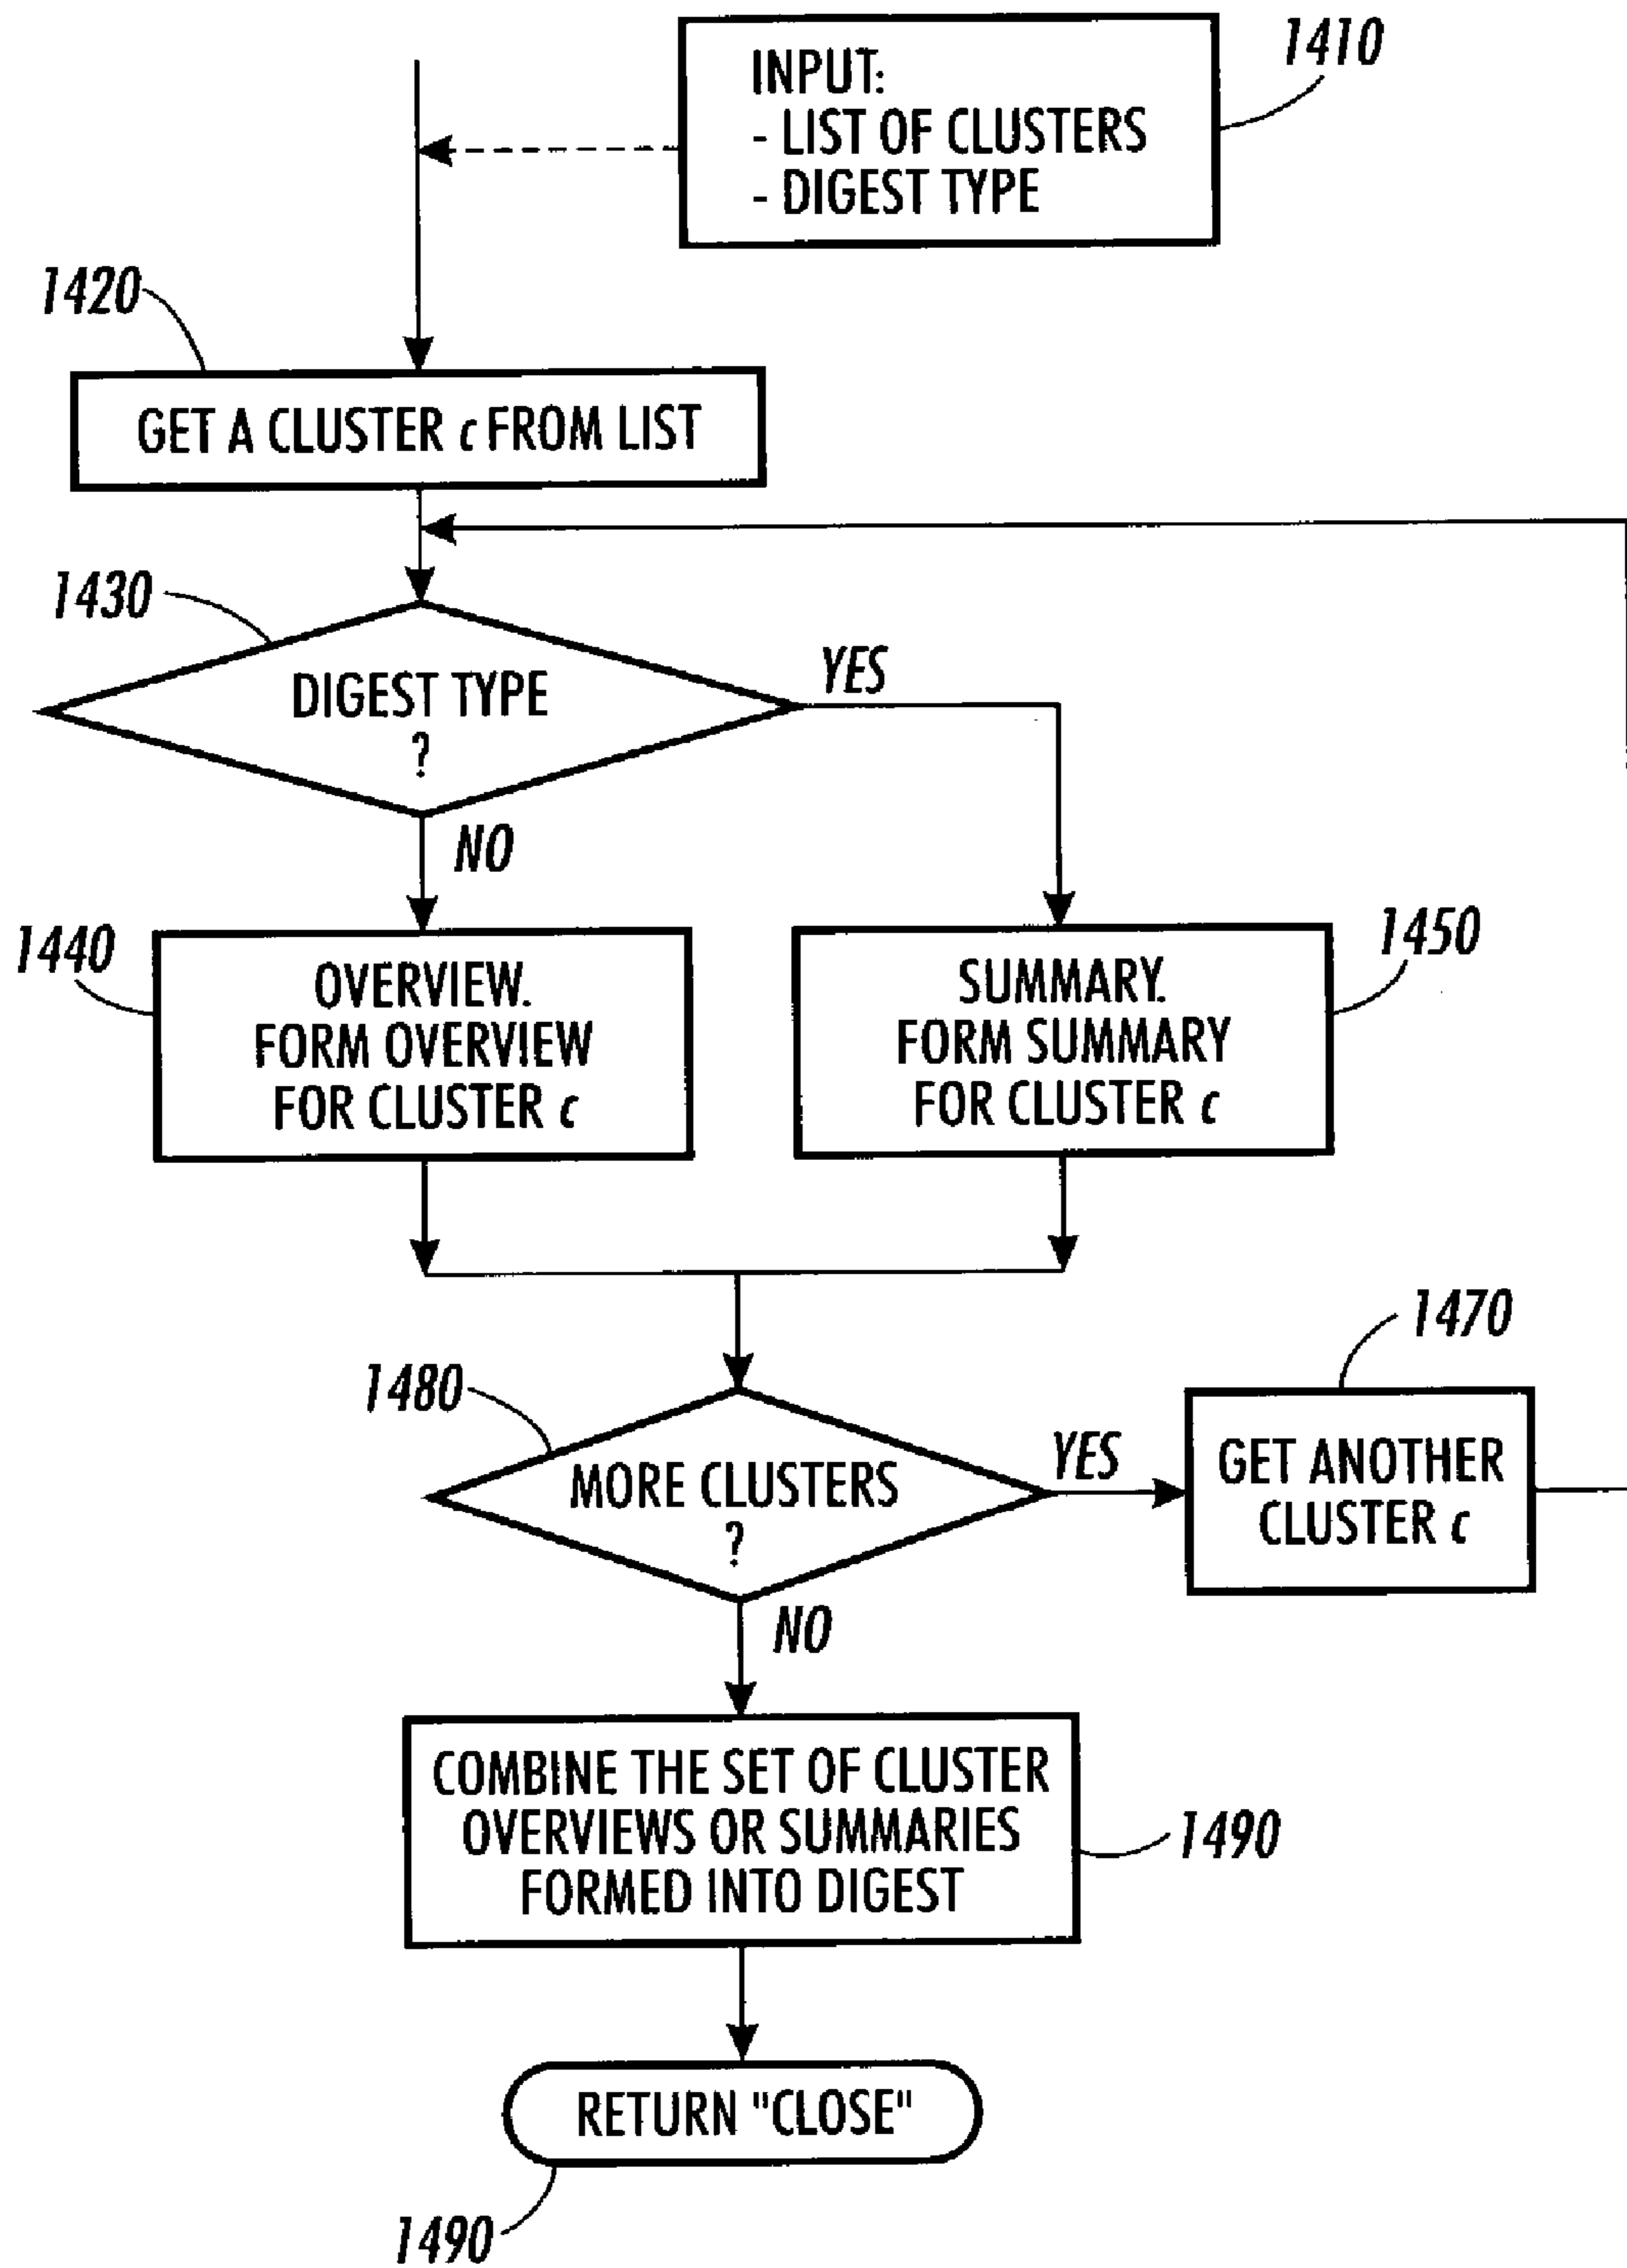 1410
INPUT:
- LIST OF CLUSTERS
- DIGEST TYPE
1420
GET A CLUSTER c FROM LIST
1430
DIGEST TYPE
?
YES
NO
1440
OVERVIEW.
FORM OVERVIEW
FOR CLUSTER c
1450
SUMMARY.
FORM SUMMARY
FOR CLUSTER c
1480
MORE CLUSTERS
?
YES
1470
GET ANOTHER
CLUSTER c
NO
COMBINE THE SET OF CLUSTER
OVERVIEWS OR SUMMARIES
FORMED INTO DIGEST
1490
RETURN "CLOSE"
1490